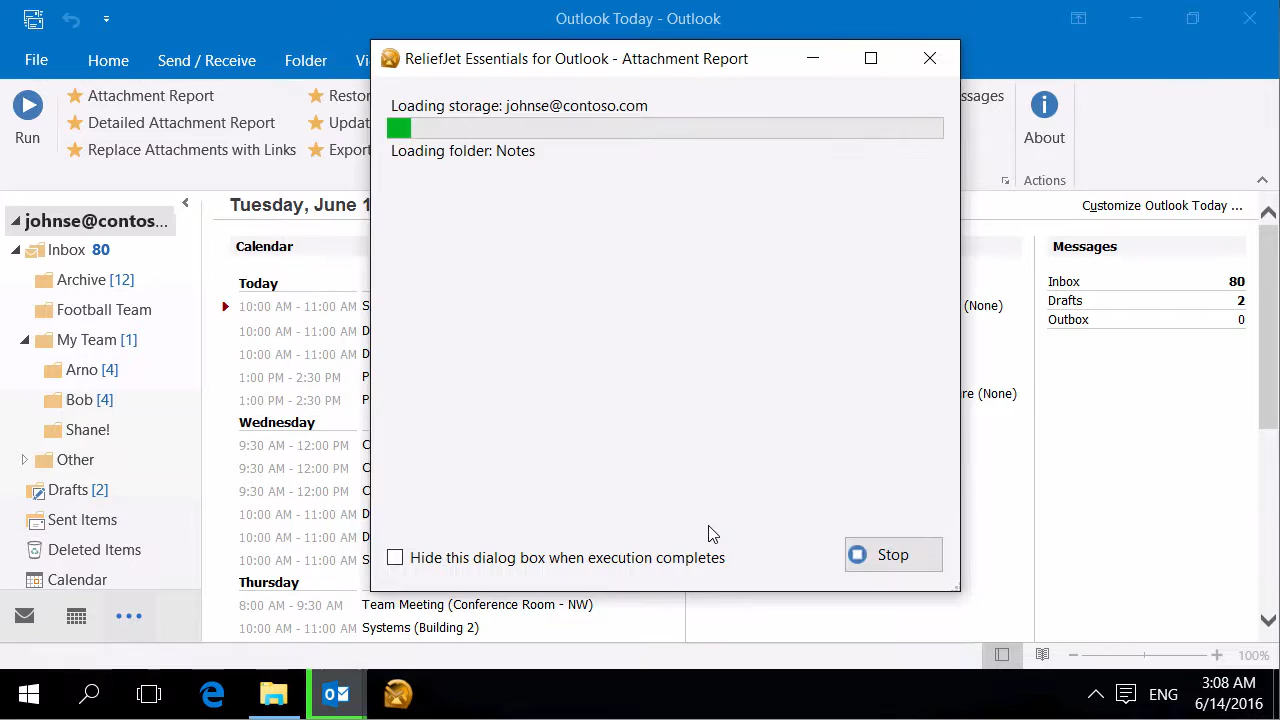 Outlook Today - Outlook
File
Home
Send / Receive
Folder
ReliefJet Essentials for Outlook - Attachment Report
Run
Attachment Report
Detailed Attachment Report
Replace Attachments with Links
About
Actions
Loading storage: johnse@contoso.com
Loading folder: Notes
Hide this dialog box when execution completes
Stop
johnse@contos...
Inbox 80
Archive [12]
Football Team
My Team [1]
Arno [4]
Bob [4]
Shane!
Other
Drafts [2]
Sent Items
Deleted Items
Calendar
Tuesday, June 1
Customize Outlook Today ...
Calendar
Today
10:00 AM - 11:00 AM
10:00 AM - 11:00 AM
10:00 AM - 11:00 AM
1:00 PM - 2:30 PM
1:00 PM - 2:30 PM
Wednesday
9:30 AM - 12:00 PM
9:30 AM - 12:00 PM
9:30 AM - 12:00 PM
10:00 AM - 11:00 AM
10:00 AM - 11:00 AM
10:00 AM - 11:00 AM
Thursday
8:00 AM - 9:30 AM Team Meeting (Conference Room - NW)
10:00 AM - 11:00 AM Systems (Building 2)
(None)
(None)
Messages
Inbox 80
Drafts 2
Outbox 0
100%
ENG
3:08 AM
6/14/2016